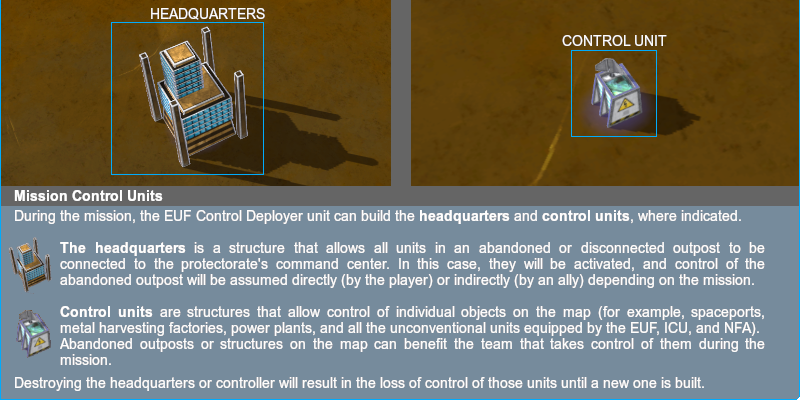 HEADQUARTERS
CONTROL UNIT
Mission Control Units
During the mission, the EUF Control Deployer unit can build the headquarters and control units, where indicated.
The headquarters is a structure that allows all units in an abandoned or disconnected outpost to be
connected to the protectorate's command center. In this case, they will be activated, and control of the
abandoned outpost will be assumed directly (by the player) or indirectly (by an ally) depending on the mission.
Control units are structures that allow control of individual objects on the map (for example, spaceports,
metal harvesting factories, power plants, and all the unconventional units equipped by the EUF, ICU, and NFA).
Abandoned outposts or structures on the map can benefit the team that takes control of them during the
mission.
Destroying the headquarters or controller will result in the loss of control of those units until a new one is built.